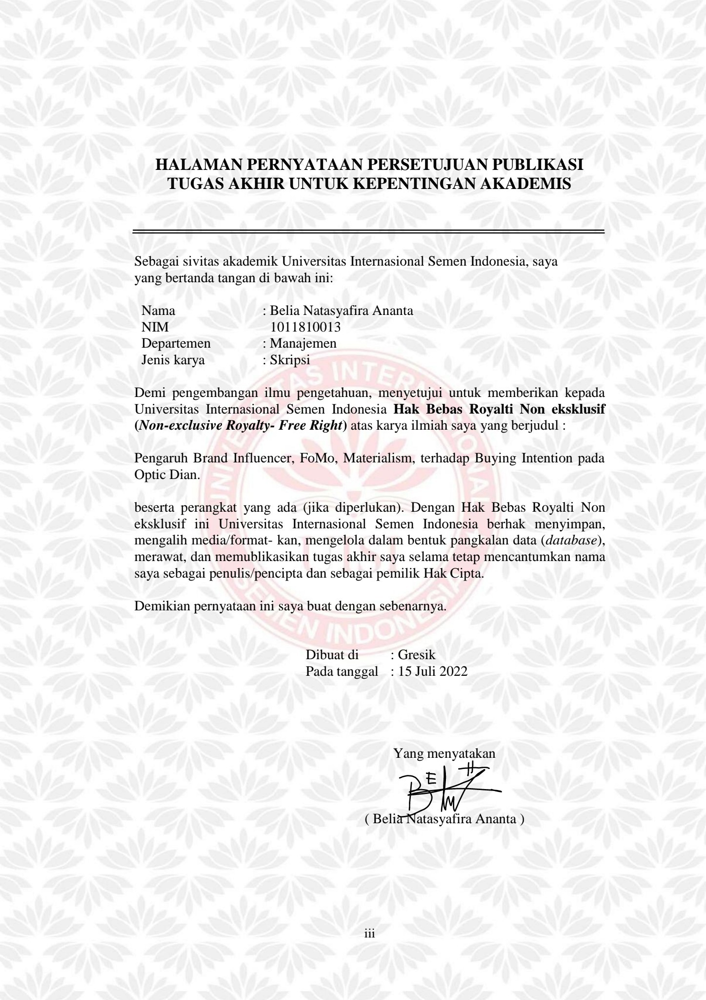 HALAMAN PERNYATAAN PERSETUJUAN PUBLIKASI
TUGAS AKHIR UNTUK KEPENTINGAN AKADEMIS
Sebagai sivitas akademik Universitas Internasional Semen Indonesia, saya
yang bertanda tangan di bawah ini:
Nama : Belia Natasyafira Ananta
NIM 1011810013
Departemen : Manajemen
Jenis karya : Skripsi
Demi pengembangan ilmu pengetahuan, menyetujui untuk memberikan kepada
Universitas Internasional Semen Indonesia Hak Bebas Royalti Non eksklusif
(Non-exclusive Royalty- Free Right) atas karya ilmiah saya yang berjudul :
Pengaruh Brand Influencer, FoMo, Materialism, terhadap Buying Intention pada
Optic Dian.
beserta perangkat yang ada (jika diperlukan). Dengan Hak Bebas Royalti Non
eksklusif ini Universitas Internasional Semen Indonesia berhak menyimpan,
mengalih media/format- kan, mengelola dalam bentuk pangkalan data (database),
merawat, dan memublikasikan tugas akhir saya selama tetap mencantumkan nama
saya sebagai penulis/pencipta dan sebagai pemilik Hak Cipta.
Demikian pernyataan ini saya buat dengan sebenarnya.
Dibuat di : Gresik
Pada tanggal : 15 Juli 2022
Yang menyatakan
( Belia Natasyafira Ananta )
iii
UNIVERSITAS INTERNASIONAL
UISI
SEMEN INDONESIA